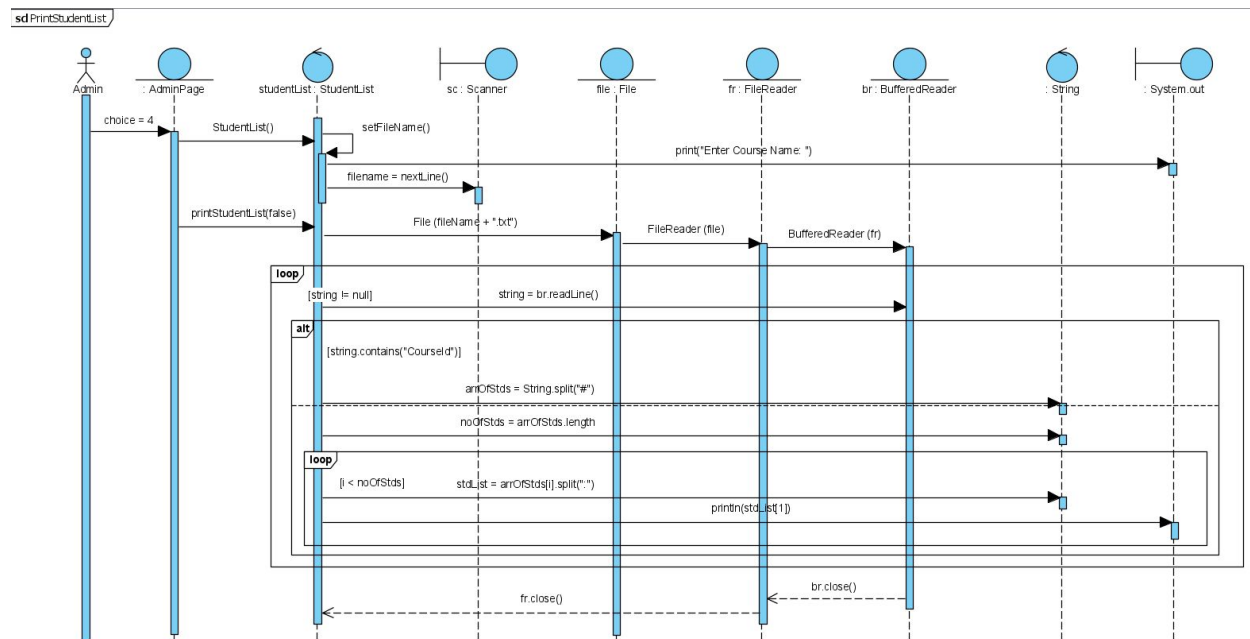 sd PrintStudentList
Admin
: AdminPage
studentList : StudentList
sc : Scanner
file : File
fr : FileReader
br : BufferedReader
: String
: System.out
choice = 4
StudentList()
setFileName()
print("Enter Course Name: ")
filename = nextLine()
printStudentList(false)
File (fileName + ".txt")
FileReader (file)
BufferedReader (fr)
loop
[string != null]
string = br.readLine()
alt
[string.contains("CourseId")]
arrOfStds = String.split("#")
noOfStds = arrOfStds.length
loop
[i < noOfStds]
stdList = arrOfStds[i].split(":")
println(stdList[1])
br.close()
fr.close()